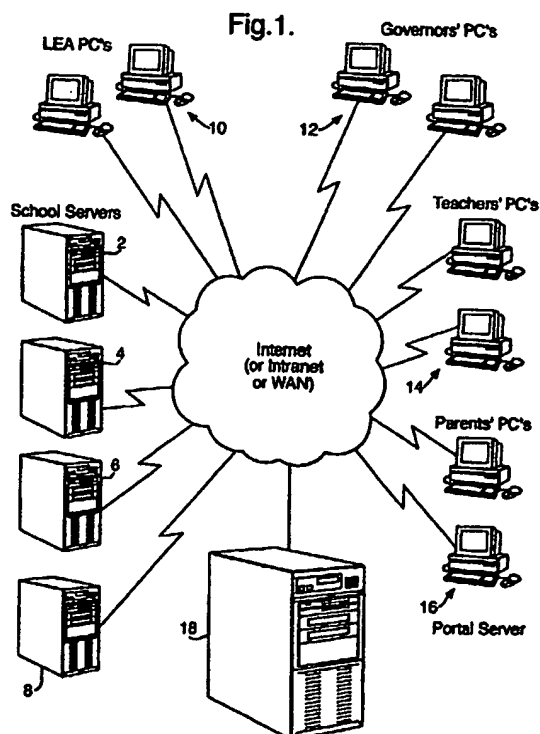 Fig.1.
LEA PC's
Governors' PC's
10
12
School Servers
2
Teachers' PC's
4
Internet
(or Intranet
or WAN)
14
6
Parents' PC's
8
18
16
Portal Server